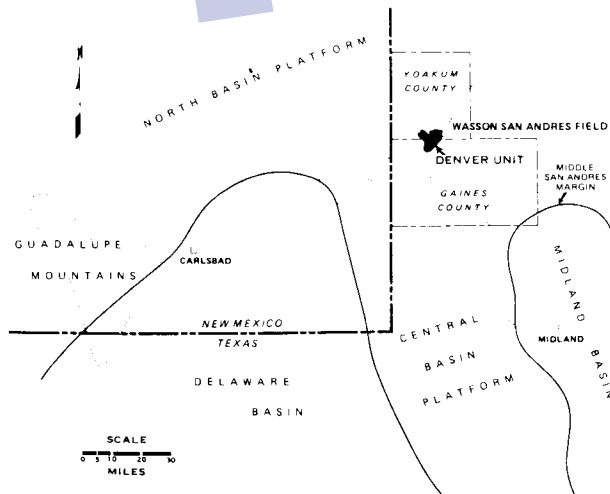 NORTH BASIN PLATFORM
YOAKUM
COUNTY
WASSON SAN ANDRES FIELD
DENVER UNIT
MIDDLE
SAN ANDRES
MARGIN
GAINES
COUNTY
GUADALUPE
MOUNTAINS
CARLSBAD
MIDLAND BASIN
NEW MEXICO
TEXAS
CENTRAL
BASIN
PLATFORM
MIDLAND
DELAWARE
BASIN
SCALE
0 5 10 20 30
MILES